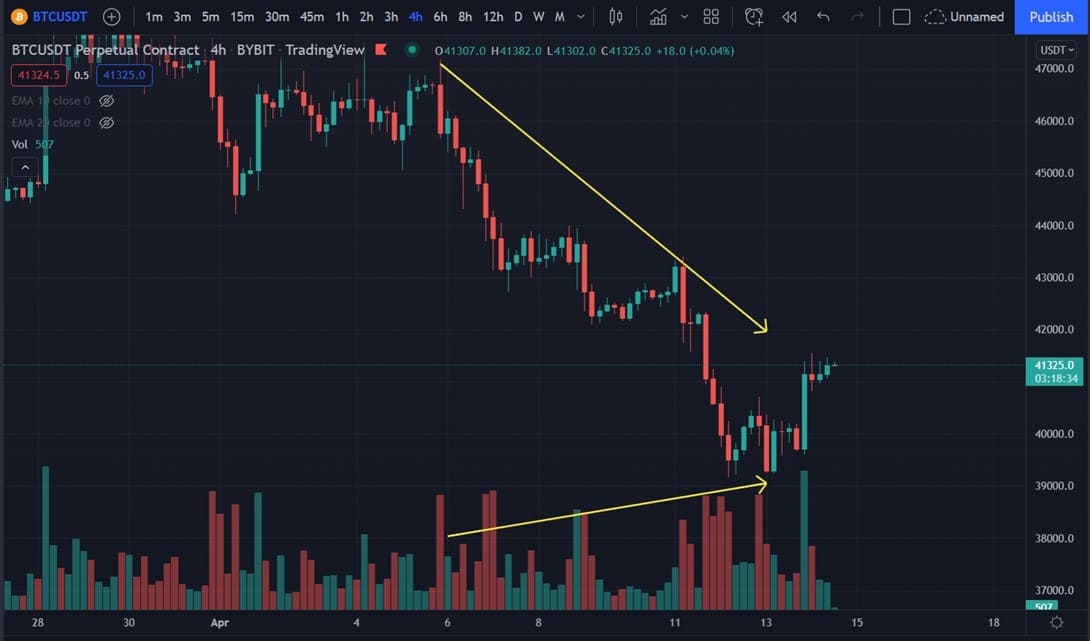 BTCUSDT 1m 3m 5m 15m 30m 45m 1h 2h 3h 4h 6h 8h 12h D W M Unnamed Publish
BTCUSDT Perpetual Contract 4h BYBIT TradingView O41307.0 H41382.0 L41302.0 C41325.0 +18.0 (+0.04%) USDT
41324.5 0.5 41325.0
EMA 10 close 0
EMA 20 close 0
Vol 507
47000.0
46000.0
45000.0
44000.0
43000.0
42000.0
41325.0
03:18:34
40000.0
39000.0
38000.0
37000.0
507
28 30 Apr 4 6 8 11 13 15 18